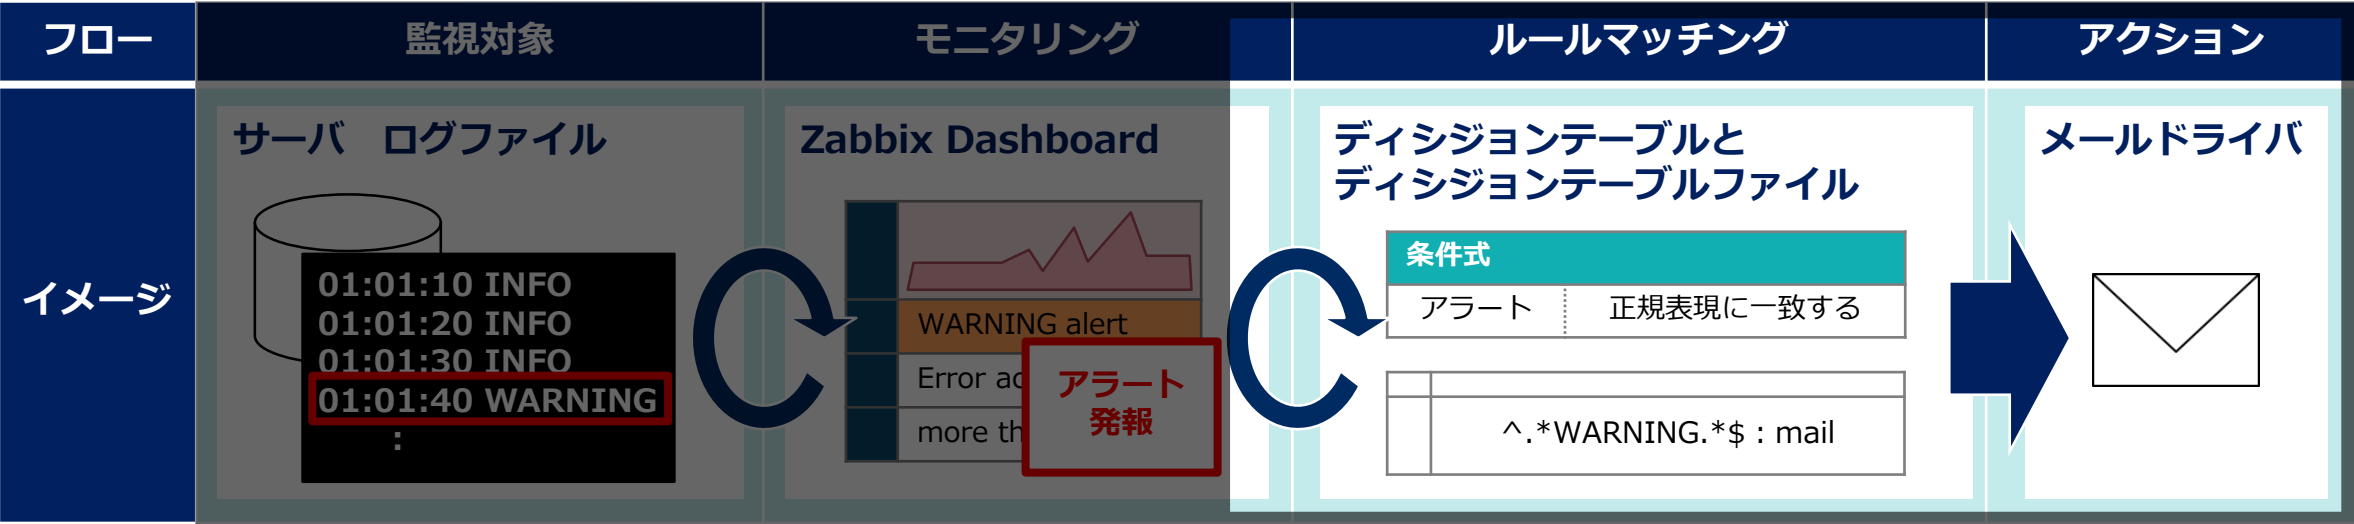 フロー
監視対象
モニタリング
ルールマッチング
アクション
イメージ
サーバ　ログファイル
01:01:10 INFO
01:01:20 INFO
01:01:30 INFO
01:01:40 WARNING
:
Zabbix Dashboard
WARNING alert
Error ac
more th
アラート
発報
ディシジョンテーブルと
ディシジョンテーブルファイル
条件式
アラート 正規表現に一致する
^.*WARNING.*$ : mail
メールドライバ